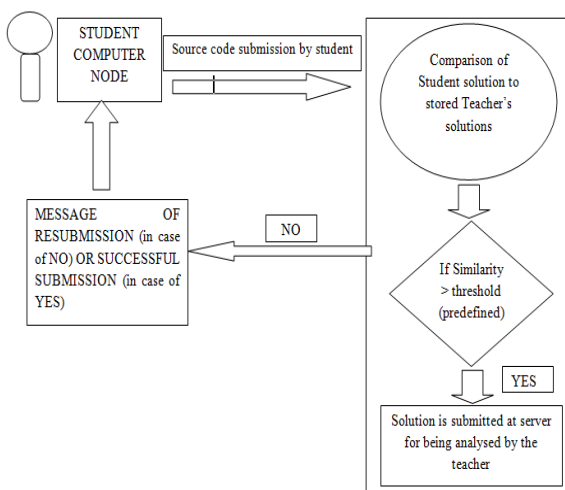 STUDENT
COMPUTER
NODE
Source code submission by student
Comparison of
Student solution to
stored Teacher's
solutions
If Similarity
> threshold
(predefined)
YES
Solution is submitted at server
for being analysed by the
teacher
NO
MESSAGE OF
RESUBMISSION (in case
of NO) OR SUCCESSFUL
SUBMISSION (in case of
YES)